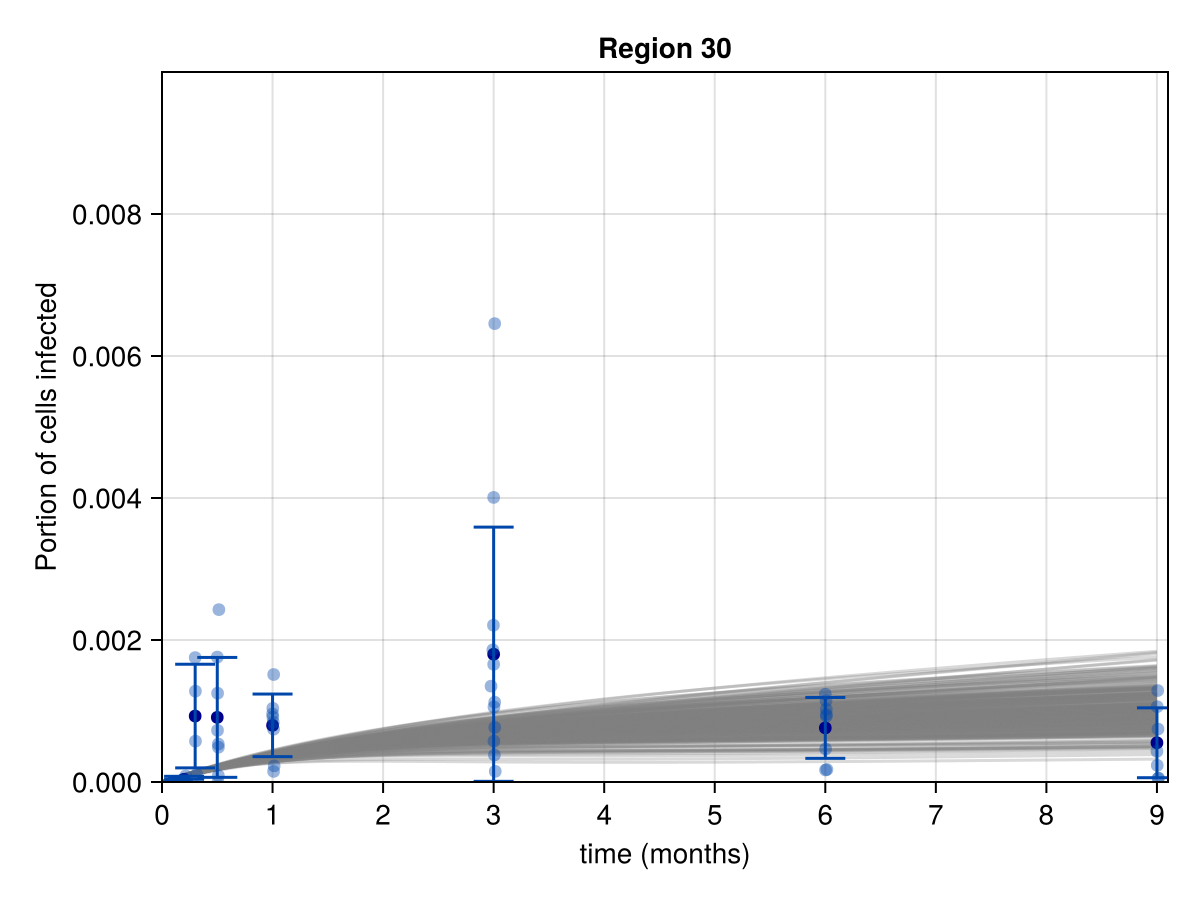 Region 30
Portion of cells infected
0.008
0.006
0.004
0.002
0.000
0 1 2 3 4 5 6 7 8 9
time (months)